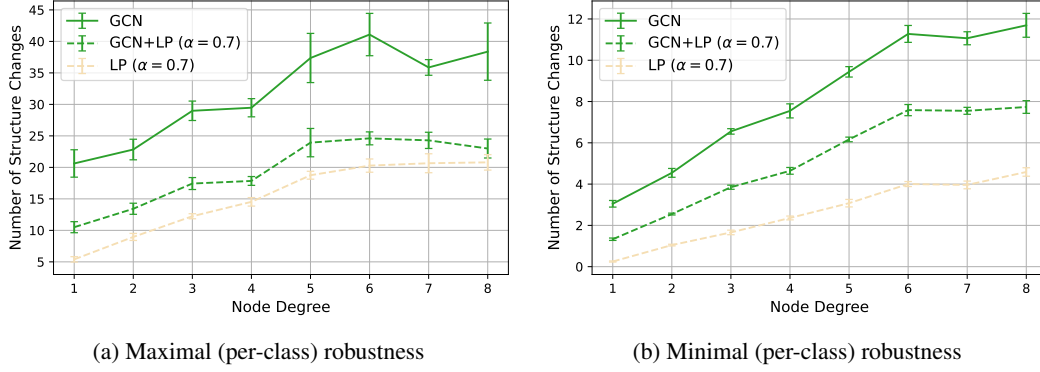 GCN
GCN+LP (α = 0.7)
LP (α = 0.7)
Number of Structure Changes
45
40
35
30
25
20
15
10
5
1 2 3 4 5 6 7 8
Node Degree
(a) Maximal (per-class) robustness
GCN
GCN+LP (α = 0.7)
LP (α = 0.7)
Number of Structure Changes
12
10
8
6
4
2
0
1 2 3 4 5 6 7 8
Node Degree
(b) Minimal (per-class) robustness